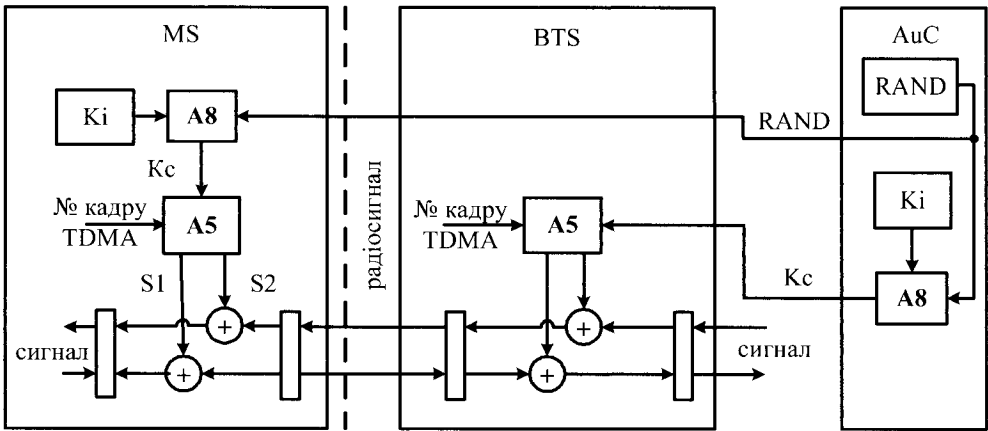 MS
BTS
AuC
RAND
Ki
A8
RAND
Kc
радіосигнал
Ki
№ кадру
TDMA
A5
№ кадру
TDMA
A5
Kc
A8
S1
S2
+
+
сигнал
+
+
сигнал